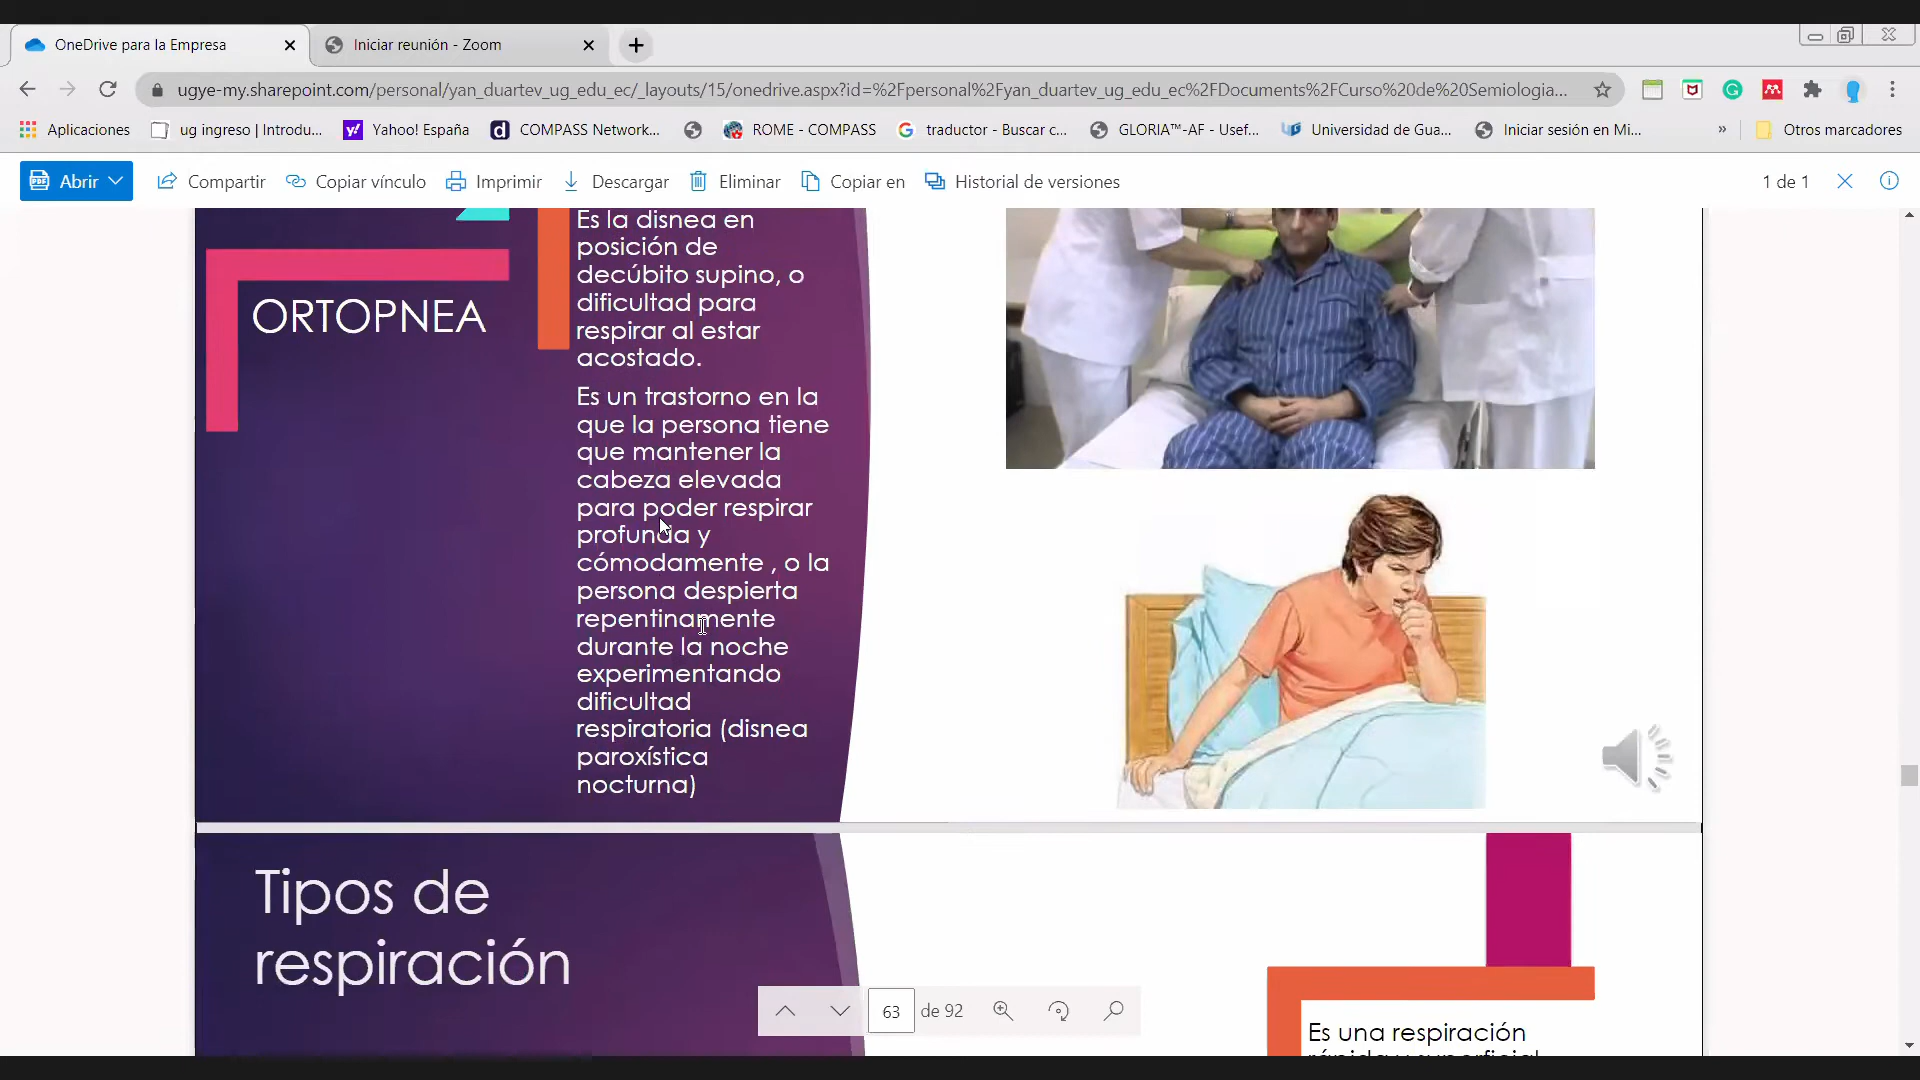 OneDrive para la Empresa
Iniciar reunión - Zoom
ugye-my.sharepoint.com/personal/yan_duartev_ug_edu_ec/_layouts/15/onedrive.aspx?id=%2Fpersonal%2Fyan_duartev_ug_edu_ec%2FDocuments%2FCurso%20de%20Semiologia...
Aplicaciones
ug ingreso | Introdu...
Yahoo! España
COMPASS Network...
ROME - COMPASS
traductor - Buscar c...
GLORIA™-AF - Usef...
Universidad de Gua...
Iniciar sesión en Mi...
»
Otros marcadores
Abrir
Compartir
Copiar vínculo
Imprimir
Descargar
Eliminar
Copiar en
Historial de versiones
1 de 1
ORTOPNEA
Es la disnea en
posición de
decúbito supino, o
dificultad para
respirar al estar
acostado.
Es un trastorno en la
que la persona tiene
que mantener la
cabeza elevada
para poder respirar
profunda y
cómodamente , o la
persona despierta
repentinamente
durante la noche
experimentando
dificultad
respiratoria (disnea
paroxística
nocturna)
Tipos de
respiración
63 de 92
Es una respiración
rápida y superficial